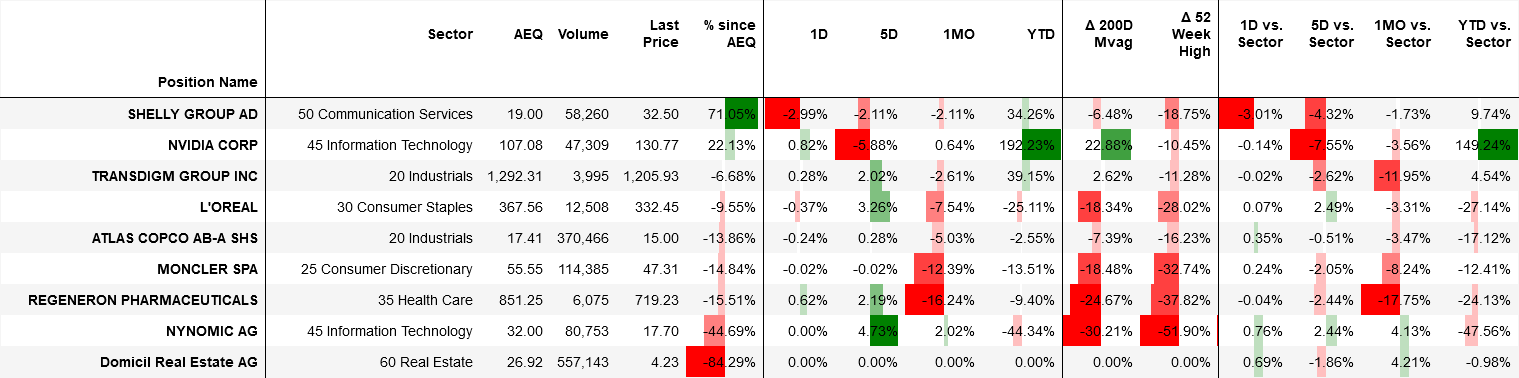 Position Name Sector AEQ Volume Last Price % since AEQ 1D 5D 1MO YTD Δ 200D Mvag Δ 52 Week High 1D vs. Sector 5D vs. Sector 1MO vs. Sector YTD vs. Sector
SHELLY GROUP AD 50 Communication Services 19.00 58,260 32.50 71.05% -2.99% -2.11% -2.11% 34.26% -6.48% -18.75% -3.01% -4.32% -1.73% 9.74%
NVIDIA CORP 45 Information Technology 107.08 47,309 130.77 22.13% 0.82% -5.88% 0.64% 192.23% 22.88% -10.45% -0.14% -7.55% -3.56% 149.24%
TRANSDIGM GROUP INC 20 Industrials 1,292.31 3,995 1,205.93 -6.68% 0.28% 2.02% -2.61% 39.15% 2.62% -11.28% -0.02% -2.62% -11.95% 4.54%
L'OREAL 30 Consumer Staples 367.56 12,508 332.45 -9.55% -0.37% 3.26% -7.54% -25.11% -18.34% -28.02% 0.07% 2.49% -3.31% -27.14%
ATLAS COPCO AB-A SHS 20 Industrials 17.41 370,466 15.00 -13.86% -0.24% 0.28% -5.03% -2.55% -7.39% -16.23% 0.35% -0.51% -3.47% -17.12%
MONCLER SPA 25 Consumer Discretionary 55.55 114,385 47.31 -14.84% -0.02% -0.02% -12.39% -13.51% -18.48% -32.74% 0.24% -2.05% -8.24% -12.41%
REGENERON PHARMACEUTICALS 35 Health Care 851.25 6,075 719.23 -15.51% 0.62% 2.19% -16.24% -9.40% -24.67% -37.82% -0.04% -2.44% -17.75% -24.13%
NYNOMIC AG 45 Information Technology 32.00 80,753 17.70 -44.69% 0.00% 4.73% 2.02% -44.34% -30.21% -51.90% 0.76% 2.44% 4.13% -47.56%
Domicil Real Estate AG 60 Real Estate 26.92 557,143 4.23 -84.29% 0.00% 0.00% 0.00% 0.00% 0.00% 0.00% 0.69% -1.86% 4.21% -0.98%